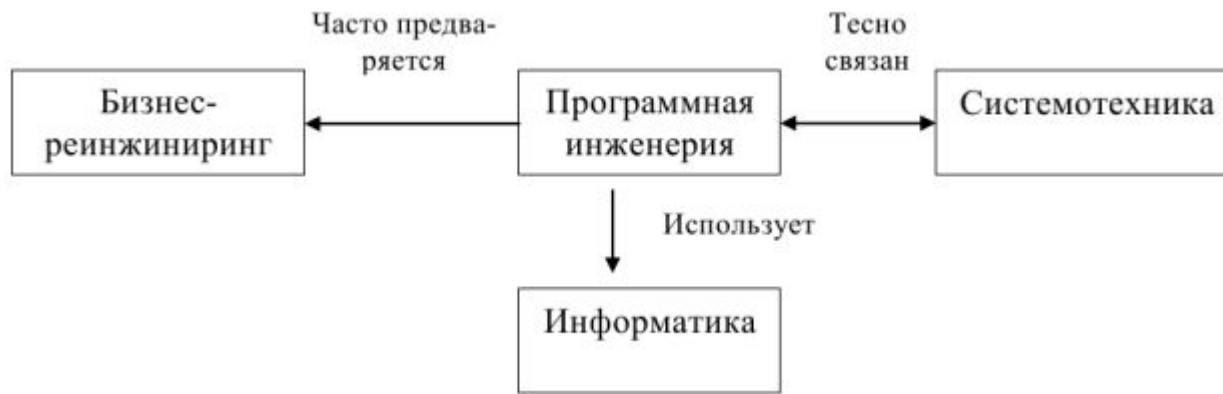 Часто предва-
ряется
Тесно
связан
Бизнес-
реинжиниринг
Программная
инженерия
Системотехника
Использует
Информатика